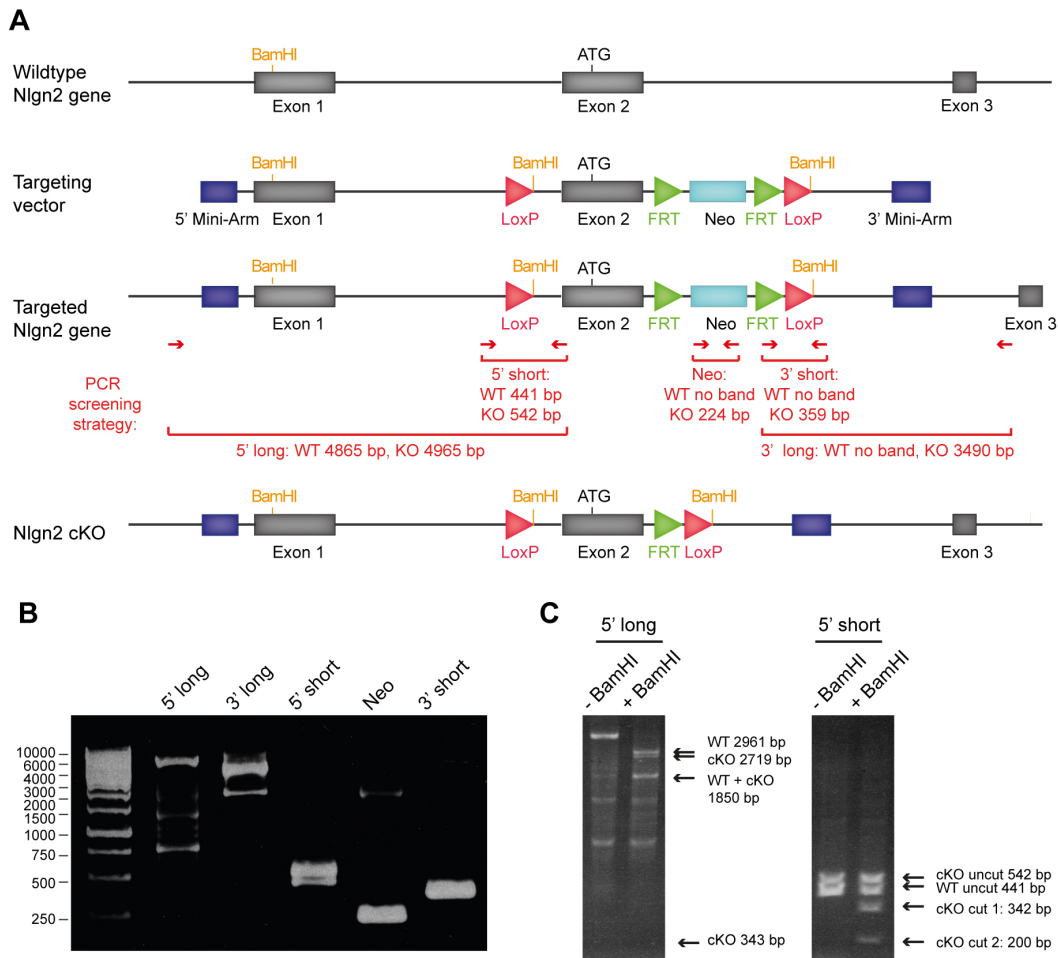 A
BamHI
ATG
Wildtype
Nlgn2 gene
Exon 1
Exon 2
Exon 3
BamHI
BamHI
ATG
BamHI
Targeting
vector
5' Mini-Arm
Exon 1
LoxP
Exon 2
FRT
Neo
FRT
LoxP
3' Mini-Arm
BamHI
BamHI
ATG
BamHI
Targeted
Nlgn2 gene
Exon 1
LoxP
Exon 2
FRT
Neo
FRT
LoxP
Exon 3
PCR
screening
strategy:
5' short:
WT 441 bp
KO 542 bp
Neo:
WT no band
KO 224 bp
3' short:
WT no band
KO 359 bp
5' long: WT 4865 bp, KO 4965 bp
3' long: WT no band, KO 3490 bp
BamHI
BamHI
ATG
BamHI
Nlgn2 cKO
Exon 1
LoxP
Exon 2
FRT
LoxP
Exon 3
B
5' long
3' long
5' short
Neo
3' short
10000
6000
4000
3000
2000
1500
1000
750
500
250
C
5' long
- BamHI
+ BamHI
WT 2961 bp
cKO 2719 bp
WT + cKO
1850 bp
cKO 343 bp
5' short
- BamHI
+ BamHI
cKO uncut 542 bp
WT uncut 441 bp
cKO cut 1: 342 bp
cKO cut 2: 200 bp